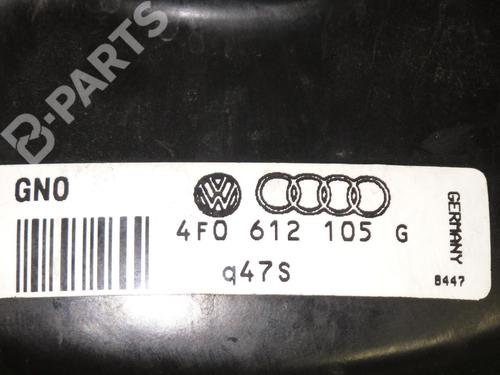 B-PARTS
GNO
4F0 612 105 G
q47S
GERMANY
8447